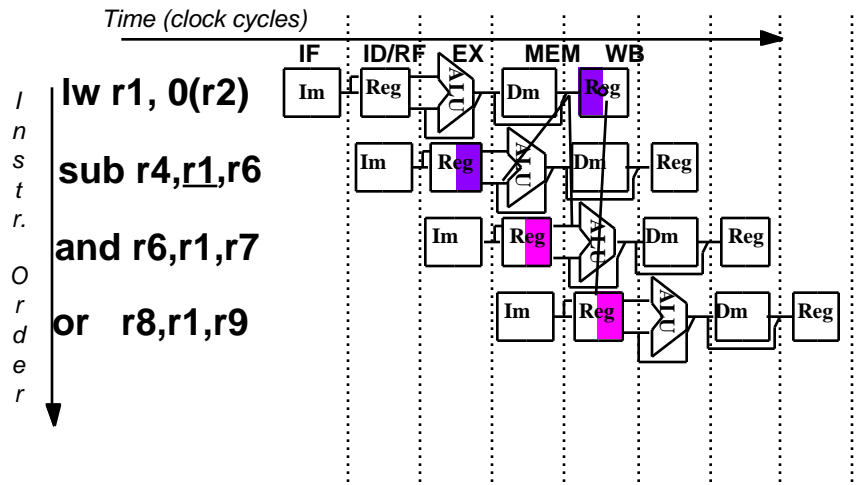 Time (clock cycles)
IF ID/RF EX MEM WB
Instr. Order
lw r1, 0(r2)
Im Reg ALU Dm Reg
sub r4,r1,r6
Im Reg ALU Dm Reg
and r6,r1,r7
Im Reg ALU Dm Reg
or r8,r1,r9
Im Reg ALU Dm Reg